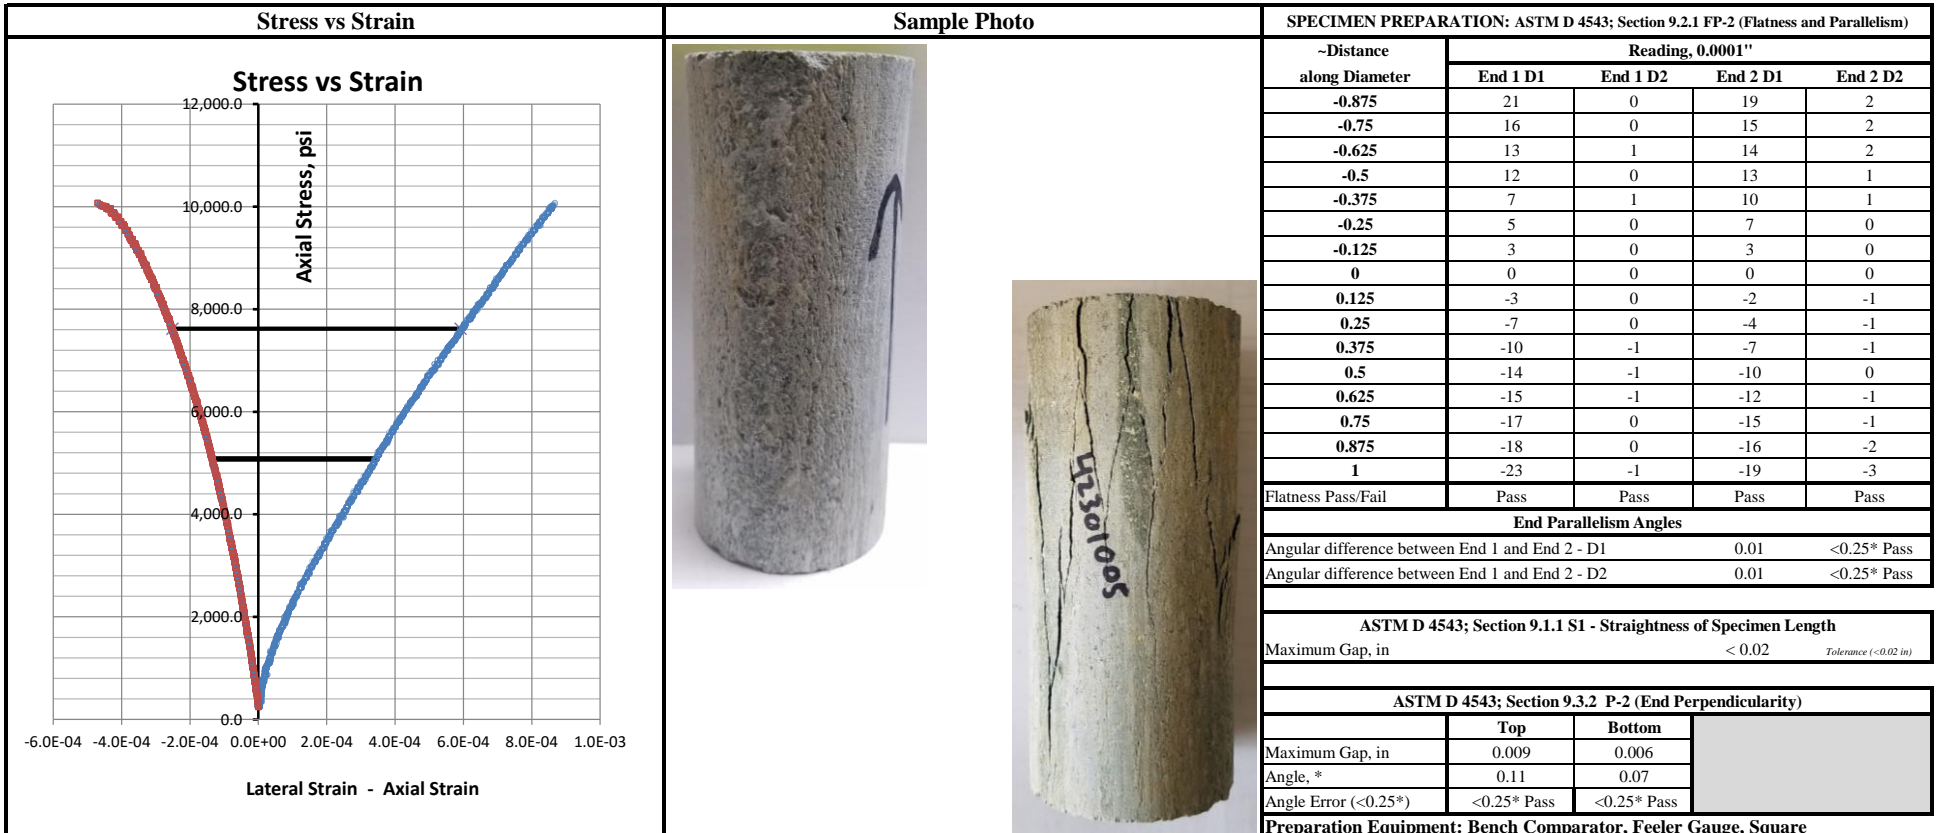 Stress vs Strain
Sample Photo
SPECIMEN PREPARATION: ASTM D 4543; Section 9.2.1 FP-2 (Flatness and Parallelism)
Stress vs Strain
Axial Stress, psi
12,000.0
10,000.0
8,000.0
6,000.0
4,000.0
2,000.0
0.0
-6.0E-04 -4.0E-04 -2.0E-04 0.0E+00 2.0E-04 4.0E-04 6.0E-04 8.0E-04 1.0E-03
Lateral Strain - Axial Strain
42301005
~Distance Reading, 0.0001"
along Diameter End 1 D1 End 1 D2 End 2 D1 End 2 D2
-0.875 21 0 19 2
-0.75 16 0 15 2
-0.625 13 1 14 2
-0.5 12 0 13 1
-0.375 7 1 10 1
-0.25 5 0 7 0
-0.125 3 0 3 0
0 0 0 0 0
0.125 -3 0 -2 -1
0.25 -7 0 -4 -1
0.375 -10 -1 -7 -1
0.5 -14 -1 -10 0
0.625 -15 -1 -12 -1
0.75 -17 0 -15 -1
0.875 -18 0 -16 -2
1 -23 -1 -19 -3
Flatness Pass/Fail Pass Pass Pass Pass
End Parallelism Angles
Angular difference between End 1 and End 2 - D1 0.01 <0.25* Pass
Angular difference between End 1 and End 2 - D2 0.01 <0.25* Pass
ASTM D 4543; Section 9.1.1 S1 - Straightness of Specimen Length
Maximum Gap, in < 0.02 Tolerance (<0.02 in)
ASTM D 4543; Section 9.3.2 P-2 (End Perpendicularity)
Top Bottom
Maximum Gap, in 0.009 0.006
Angle, * 0.11 0.07
Angle Error (<0.25*) <0.25* Pass <0.25* Pass
Preparation Equipment: Bench Comparator, Feeler Gauge, Square